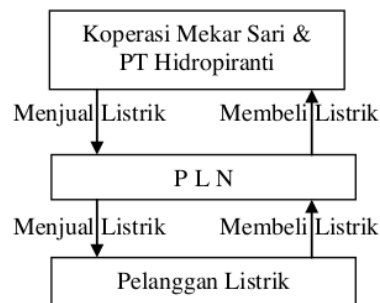 Koperasi Mekar Sari &
PT Hidropiranti
Menjual Listrik
Membeli Listrik
P L N
Menjual Listrik
Membeli Listrik
Pelanggan Listrik